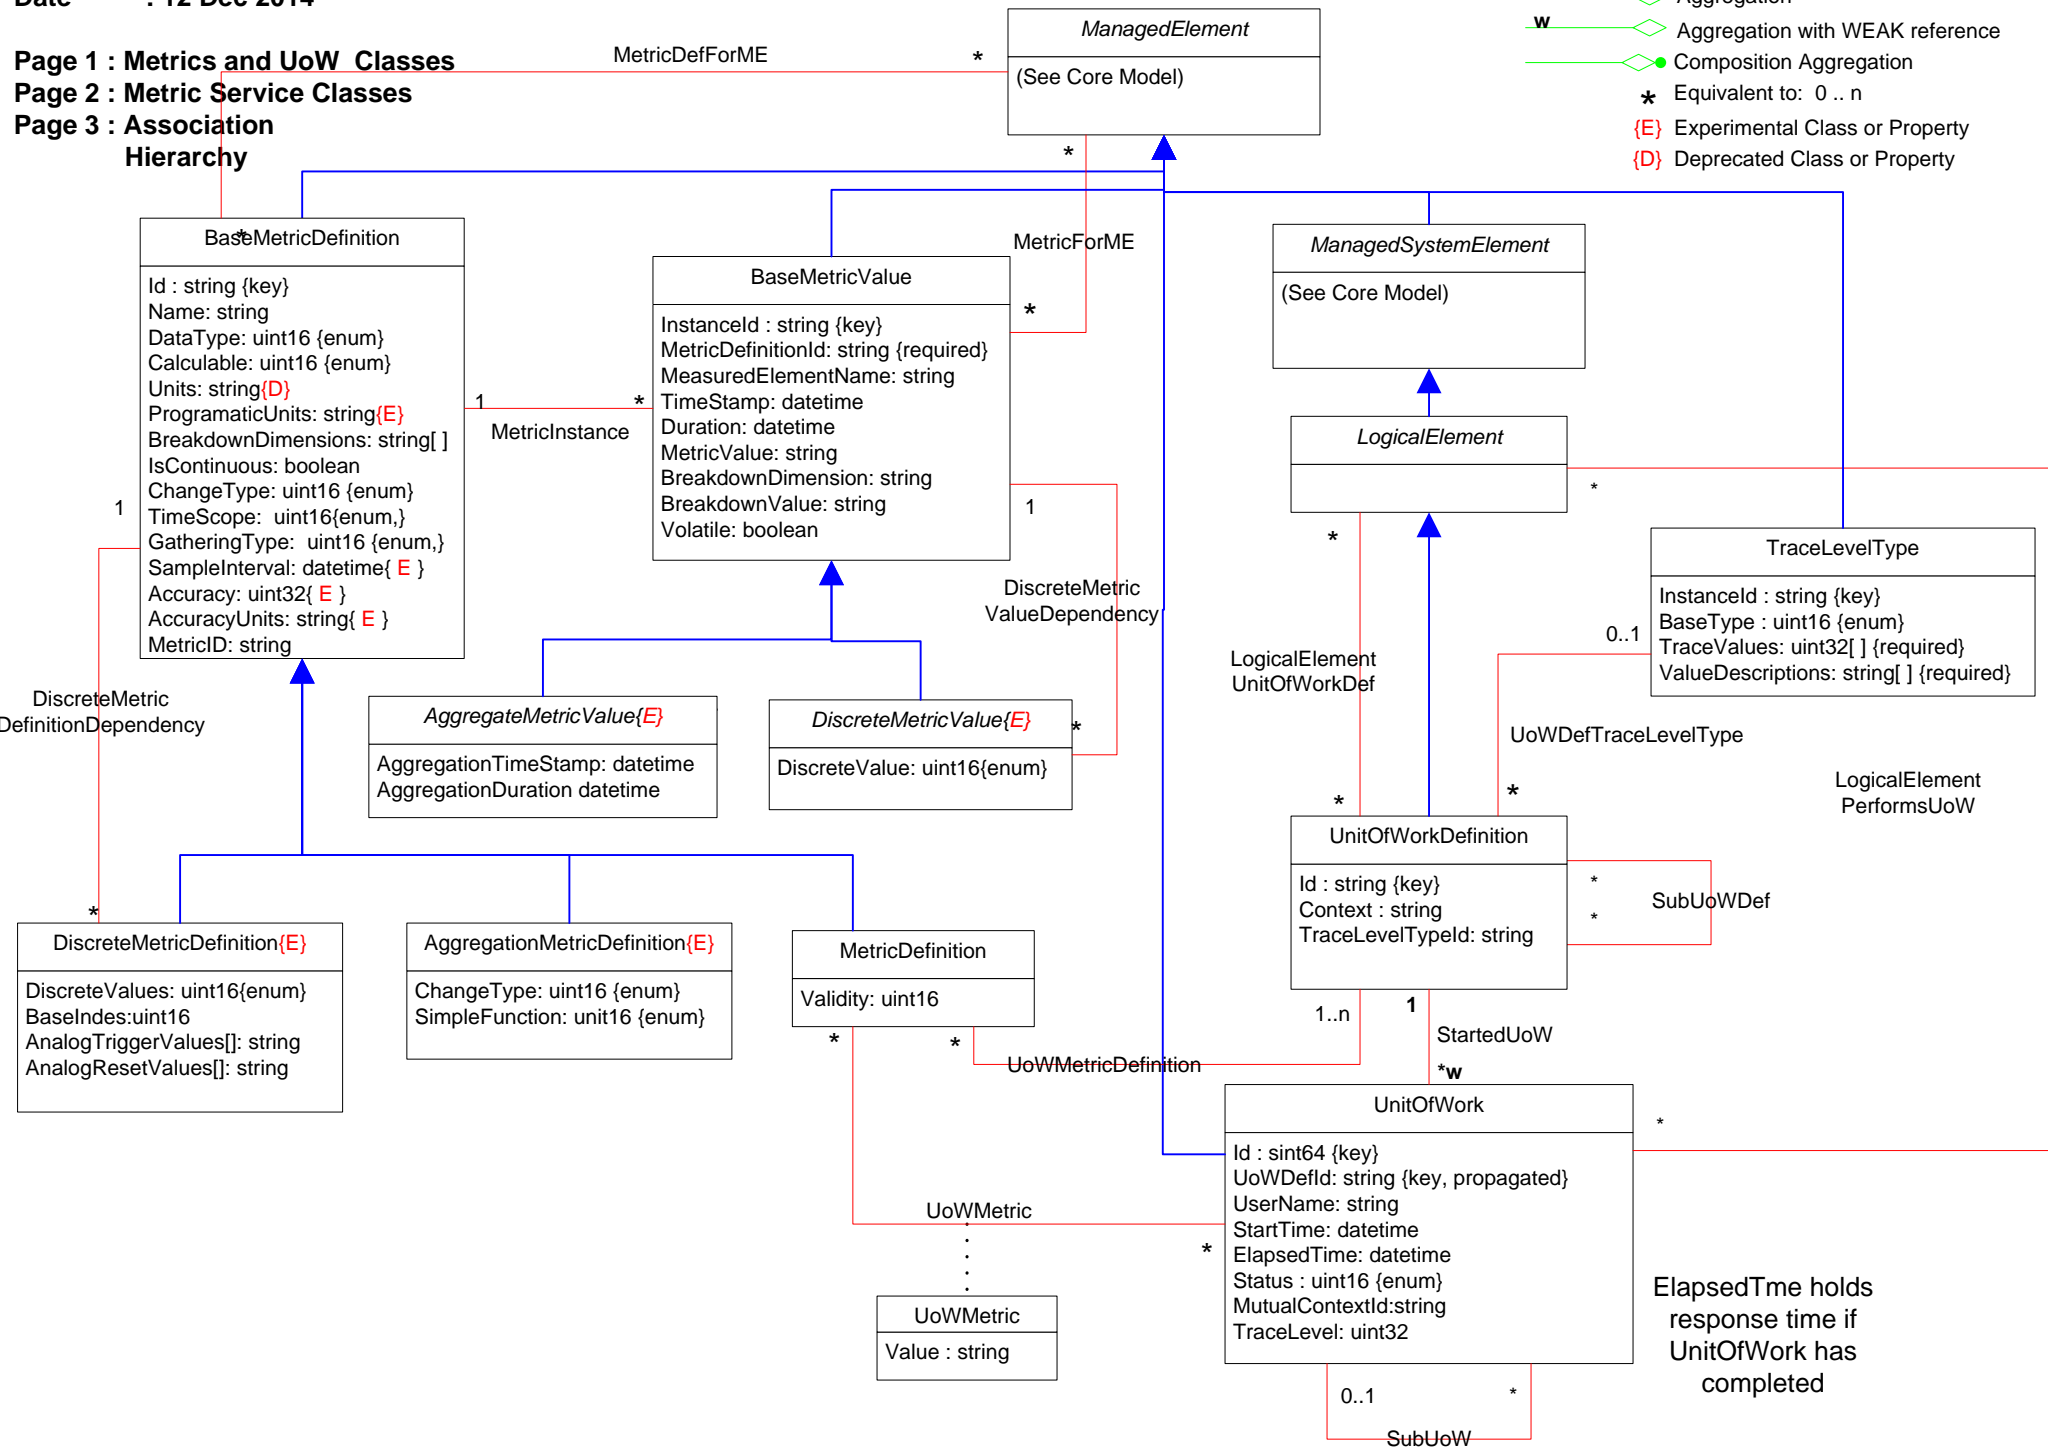 Date : 12 Dec 2014
Page 1 : Metrics and UoW Classes
Page 2 : Metric Service Classes
Page 3 : Association
Hierarchy
Aggregation
w
Aggregation with WEAK reference
Composition Aggregation
* Equivalent to: 0 .. n
{E} Experimental Class or Property
{D} Deprecated Class or Property
MetricDefForME
*
*
ManagedElement
(See Core Model)
*
MetricForME
*
BaseMetricDefinition
Id : string {key}
Name: string
DataType: uint16 {enum}
Calculable: uint16 {enum}
Units: string{D}
ProgramaticUnits: string{E}
BreakdownDimensions: string[ ]
IsContinuous: boolean
ChangeType: uint16 {enum}
TimeScope: uint16{enum,}
GatheringType: uint16 {enum,}
SampleInterval: datetime{ E }
Accuracy: uint32{ E }
AccuracyUnits: string{ E }
MetricID: string
1
*
MetricInstance
BaseMetricValue
InstanceId : string {key}
MetricDefinitionId: string {required}
MeasuredElementName: string
TimeStamp: datetime
Duration: datetime
MetricValue: string
BreakdownDimension: string
BreakdownValue: string
Volatile: boolean
1
DiscreteMetric
ValueDependency
*
ManagedSystemElement
(See Core Model)
LogicalElement
*
*
LogicalElement
UnitOfWorkDef
*
TraceLevelType
InstanceId : string {key}
BaseType : uint16 {enum}
TraceValues: uint32[ ] {required}
ValueDescriptions: string[ ] {required}
0..1
UoWDefTraceLevelType
*
LogicalElement
PerformsUoW
1
DiscreteMetric
DefinitionDependency
*
AggregateMetricValue{E}
AggregationTimeStamp: datetime
AggregationDuration datetime
DiscreteMetricValue{E}
DiscreteValue: uint16{enum}
UnitOfWorkDefinition
Id : string {key}
Context : string
TraceLevelTypeId: string
*
*
SubUoWDef
DiscreteMetricDefinition{E}
DiscreteValues: uint16{enum}
BaseIndes:uint16
AnalogTriggerValues[]: string
AnalogResetValues[]: string
AggregationMetricDefinition{E}
ChangeType: uint16 {enum}
SimpleFunction: unit16 {enum}
MetricDefinition
Validity: uint16
*
*
UoWMetricDefinition
1..n
1
StartedUoW
*w
UnitOfWork
Id : sint64 {key}
UoWDefId: string {key, propagated}
UserName: string
StartTime: datetime
ElapsedTime: datetime
Status : uint16 {enum}
MutualContextId:string
TraceLevel: uint32
*
UoWMetric
*
UoWMetric
Value : string
0..1
*
SubUoW
ElapsedTme holds
response time if
UnitOfWork has
completed